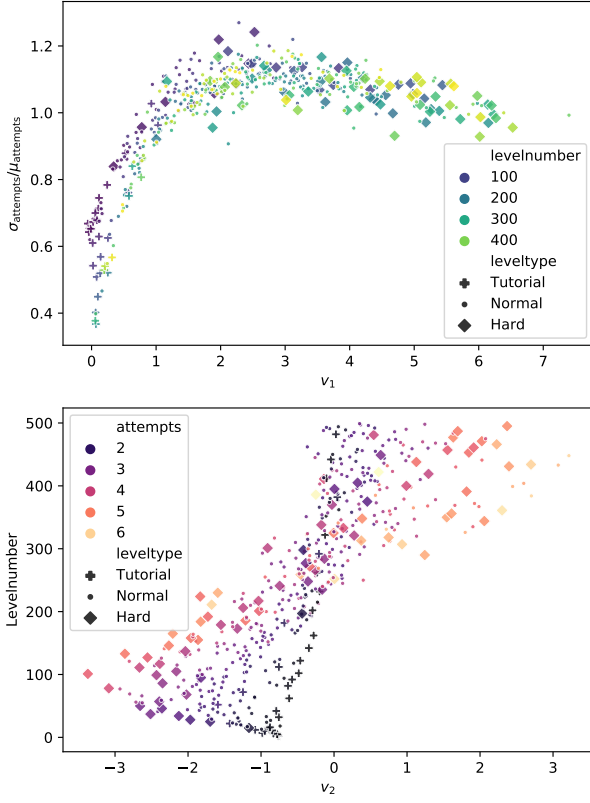 1.2
1.0
0.8
0.6
0.4
σattempts/μattempts
levelnumber
100
200
300
400
leveltype
Tutorial
Normal
Hard
0 1 2 3 4 5 6 7
v1
500
400
300
200
100
0
Levelnumber
attempts
2
3
4
5
6
leveltype
Tutorial
Normal
Hard
−3 −2 −1 0 1 2 3
v2